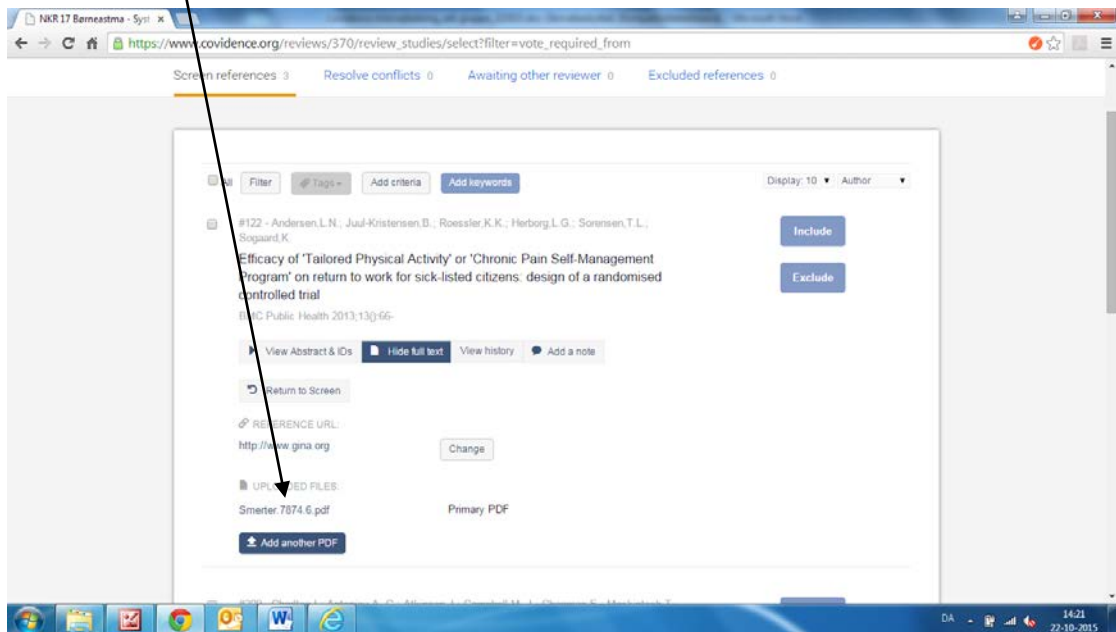 NKR 17 Børneastma - Syst
https://www.covidence.org/reviews/370/review_studies/select?filter=vote_required_from
Screen references 3 Resolve conflicts 0 Awaiting other reviewer 0 Excluded references 0
All Filter Tags Add criteria Add keywords Display: 10 Author
#122 - Andersen,L.N.; Juul-Kristensen,B.; Roessler,K.K.; Herborg,L.G.; Sorensen,T.L.;
Sogaard,K.
Include
Efficacy of 'Tailored Physical Activity' or 'Chronic Pain Self-Management
Program' on return to work for sick-listed citizens: design of a randomised
controlled trial
Exclude
BMC Public Health 2013;13():66-
View Abstract & IDs Hide full text View history Add a note
Return to Screen
REFERENCE URL:
http://www.gina.org Change
UPLOADED FILES:
Smerter.7874.6.pdf Primary PDF
Add another PDF
DA 14:21
22-10-2015